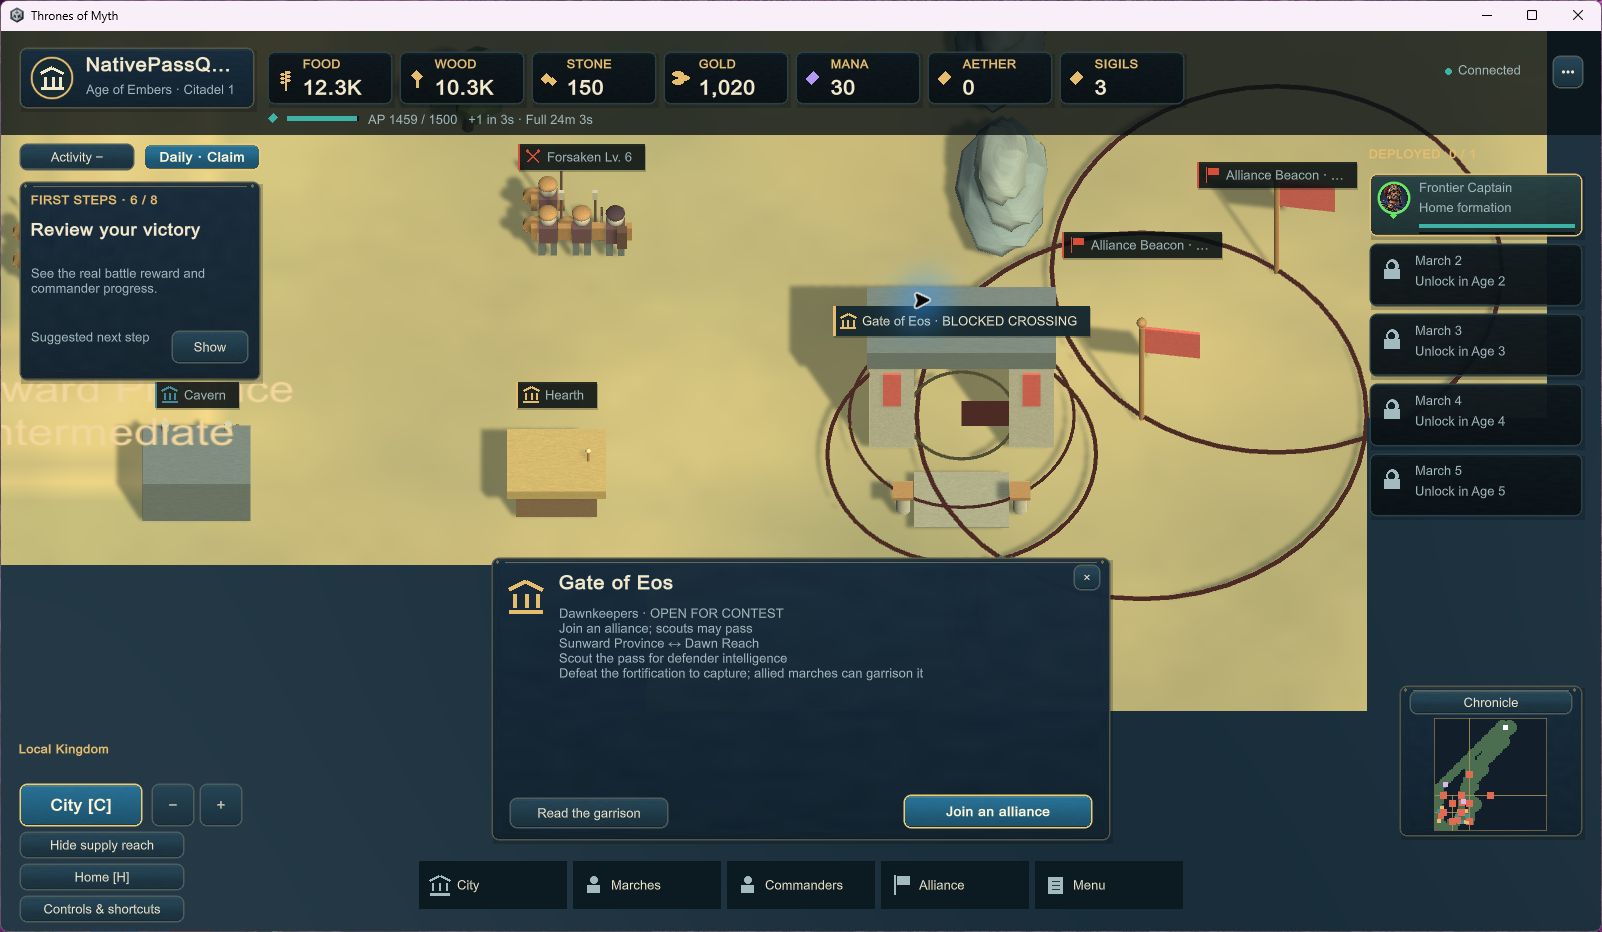 Thrones of Myth
NativePassQ...
Age of Embers · Citadel 1
FOOD
12.3K
WOOD
10.3K
STONE
150
GOLD
1,020
MANA
30
AETHER
0
SIGILS
3
Connected
AP 1459 / 1500 +1 in 3s · Full 24m 3s
Activity –
Daily · Claim
FIRST STEPS · 6 / 8
Review your victory
See the real battle reward and
commander progress.
Suggested next step
Show
Forsaken Lv. 6
Alliance Beacon · ...
Alliance Beacon · ...
Gate of Eos · BLOCKED CROSSING
Cavern
Hearth
ward Province
ntermediate
DEPLOYED 0 / 1
Frontier Captain
Home formation
March 2
Unlock in Age 2
March 3
Unlock in Age 3
March 4
Unlock in Age 4
March 5
Unlock in Age 5
Gate of Eos
×
Dawnkeepers · OPEN FOR CONTEST
Join an alliance; scouts may pass
Sunward Province ↔ Dawn Reach
Scout the pass for defender intelligence
Defeat the fortification to capture; allied marches can garrison it
Read the garrison
Join an alliance
Chronicle
Local Kingdom
City [C]
−
+
Hide supply reach
Home [H]
Controls & shortcuts
City
Marches
Commanders
Alliance
Menu